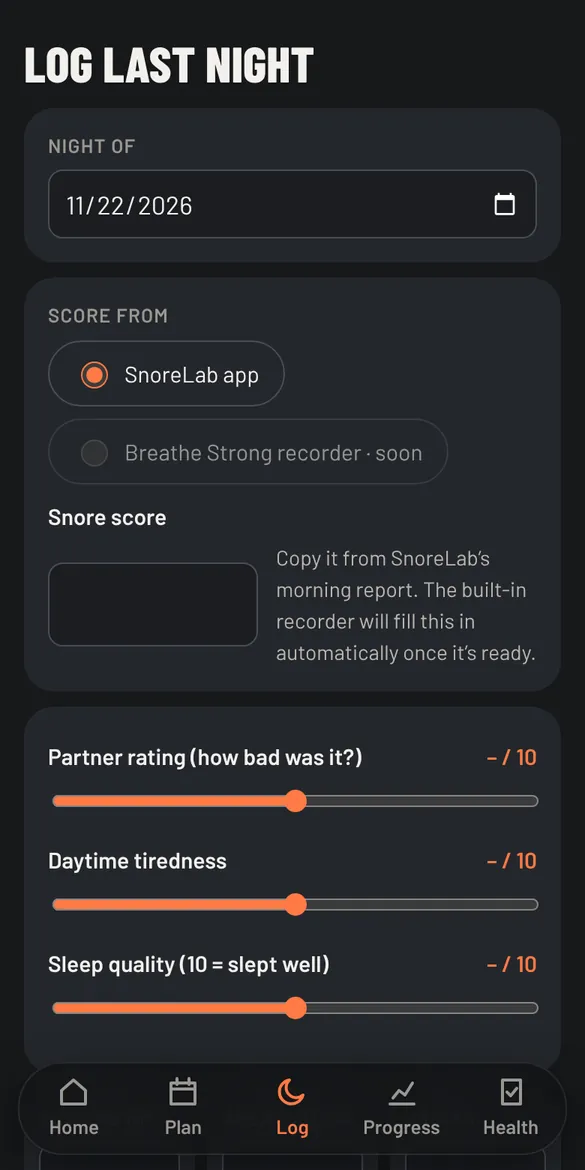 LOG LAST NIGHT
NIGHT OF
11/22/2026
SCORE FROM
SnoreLab app
Breathe Strong recorder · soon
Snore score
Copy it from SnoreLab’s
morning report. The built-in
recorder will fill this in
automatically once it’s ready.
Partner rating (how bad was it?)
– / 10
Daytime tiredness
– / 10
Sleep quality (10 = slept well)
– / 10
Home
Plan
Log
Progress
Health